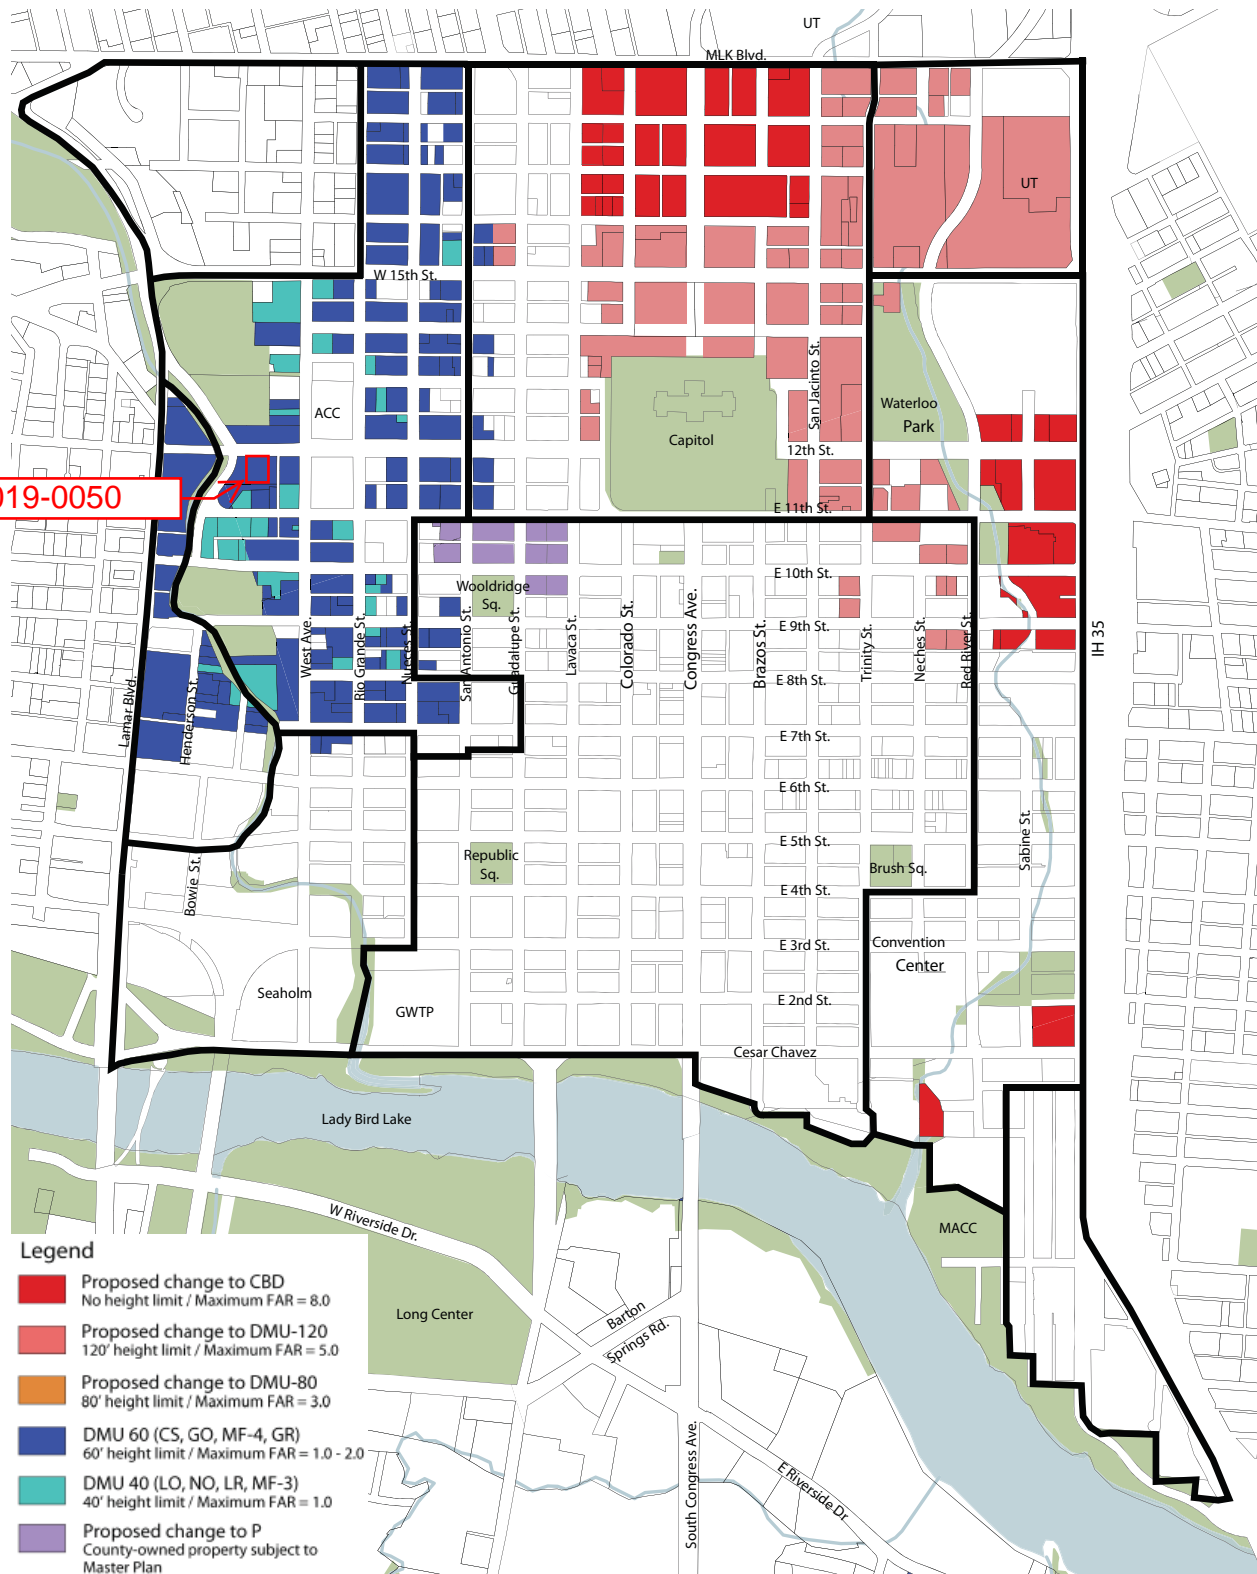 UT
MLK Blvd.
UT
W 15th St.
San Jacinto St.
Waterloo
Park
ACC
Capitol
12th St.
019-0050
E 11th St.
E 10th St.
Wooldridge
Sq.
West Ave.
Rio Grande St.
Nueces St.
San Antonio St.
Guadalupe St.
Lavaca St.
Colorado St.
Congress Ave.
Brazos St.
E 9th St.
Trinity St.
Neches St.
Red River St.
IH 35
E 8th St.
Lamar Blvd.
Henderson St.
E 7th St.
E 6th St.
E 5th St.
Sabine St.
Republic
Sq.
Brush Sq.
Bowie St.
E 4th St.
E 3rd St.
Convention
Center
Seaholm
GWTP
E 2nd St.
Cesar Chavez
Lady Bird Lake
W Riverside Dr.
MACC
Long Center
Barton
Springs Rd.
South Congress Ave.
E Riverside Dr
Legend
Proposed change to CBD
No height limit / Maximum FAR = 8.0
Proposed change to DMU-120
120' height limit / Maximum FAR = 5.0
Proposed change to DMU-80
80' height limit / Maximum FAR = 3.0
DMU 60 (CS, GO, MF-4, GR)
60' height limit / Maximum FAR = 1.0 - 2.0
DMU 40 (LO, NO, LR, MF-3)
40' height limit / Maximum FAR = 1.0
Proposed change to P
County-owned property subject to
Master Plan